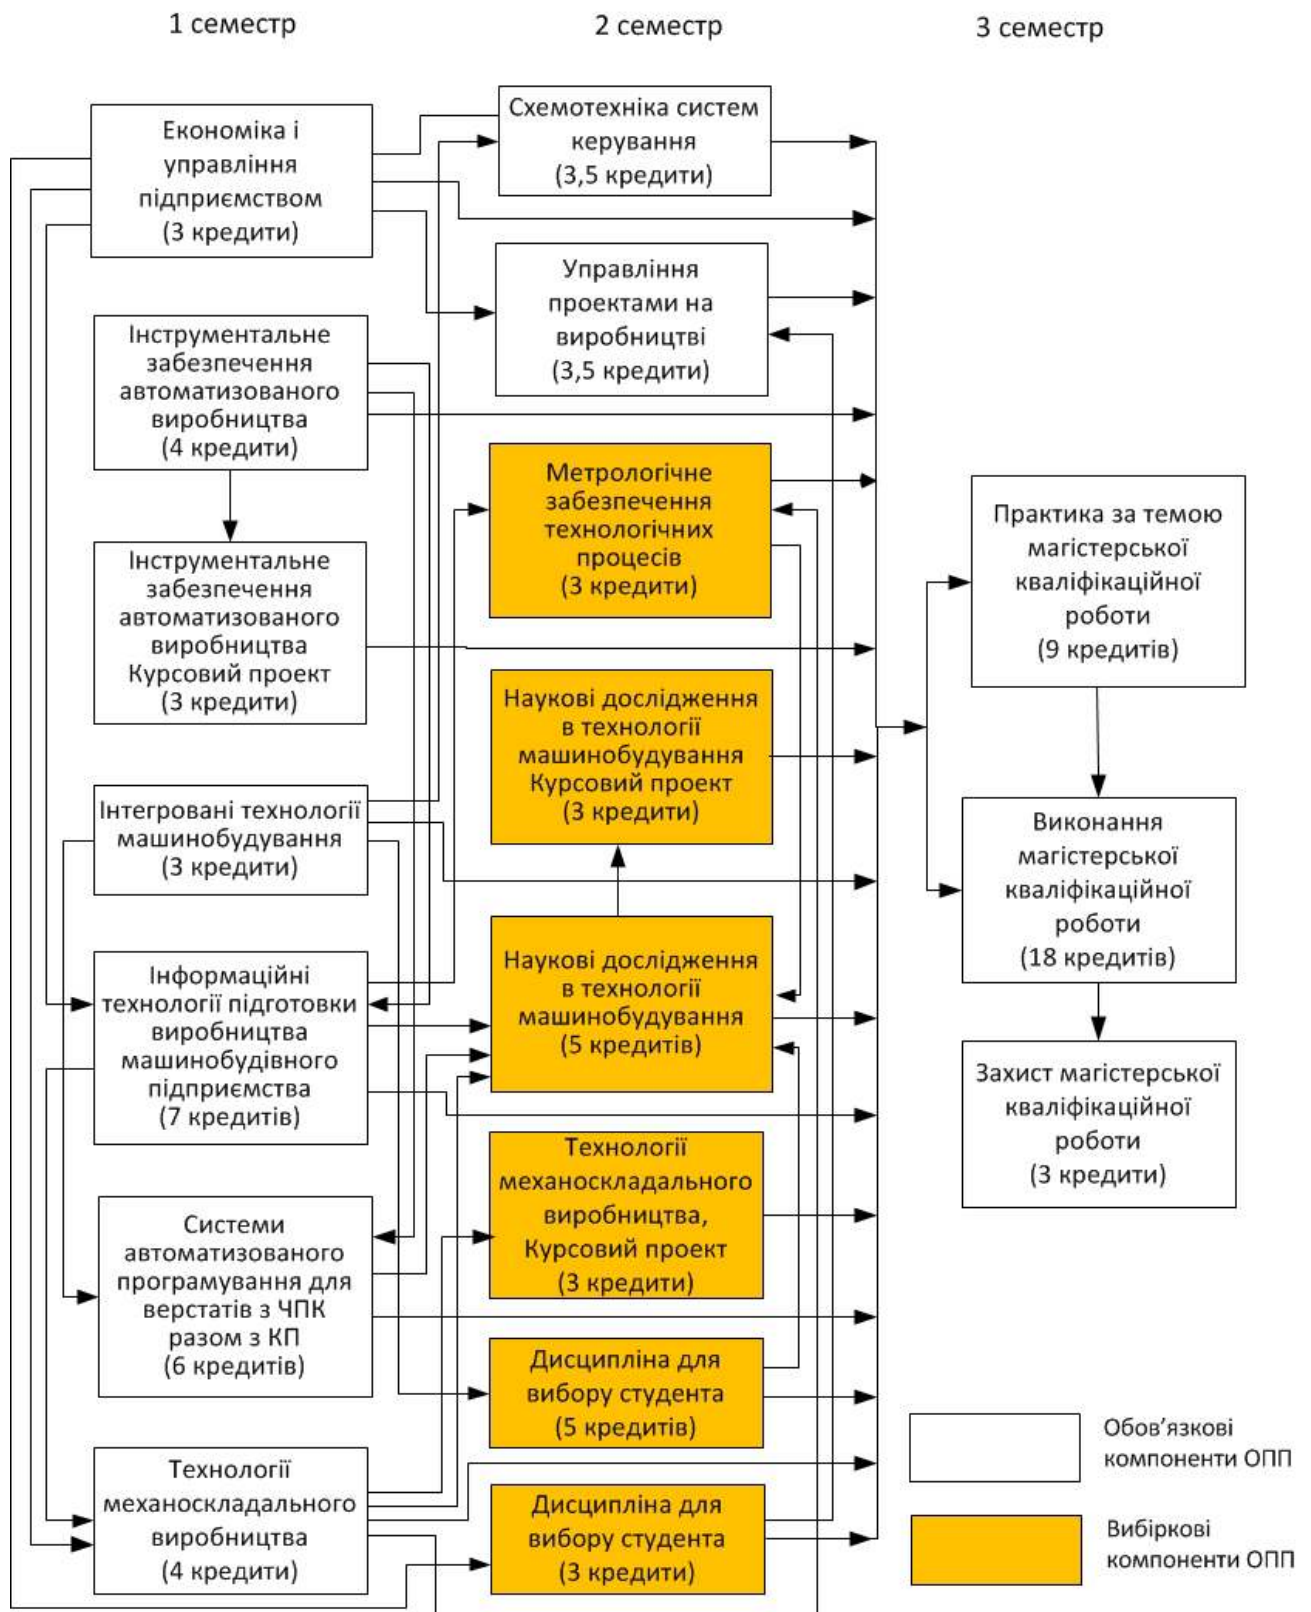 1 семестр
2 семестр
3 семестр
Економіка і
управління
підприємством
(3 кредити)
Інструментальне
забезпечення
автоматизованого
виробництва
(4 кредити)
Інструментальне
забезпечення
автоматизованого
виробництва
Курсовий проект
(3 кредити)
Інтегровані технології
машинобудування
(3 кредити)
Інформаційні
технології підготовки
виробництва
машинобудівного
підприємства
(7 кредитів)
Системи
автоматизованого
програмування для
верстатів з ЧПК
разом з КП
(6 кредитів)
Технології
механоскладального
виробництва
(4 кредити)
Схемотехніка систем
керування
(3,5 кредити)
Управління
проектами на
виробництві
(3,5 кредити)
Метрологічне
забезпечення
технологічних
процесів
(3 кредити)
Наукові дослідження
в технології
машинобудування
Курсовий проект
(3 кредити)
Наукові дослідження
в технології
машинобудування
(5 кредитів)
Технології
механоскладального
виробництва,
Курсовий проект
(3 кредити)
Дисципліна для
вибору студента
(5 кредитів)
Дисципліна для
вибору студента
(3 кредити)
Практика за темою
магістерської
кваліфікаційної
роботи
(9 кредитів)
Виконання
магістерської
кваліфікаційної
роботи
(18 кредитів)
Захист магістерської
кваліфікаційної
роботи
(3 кредити)
Обов’язкові
компоненти ОПП
Вибіркові
компоненти ОПП